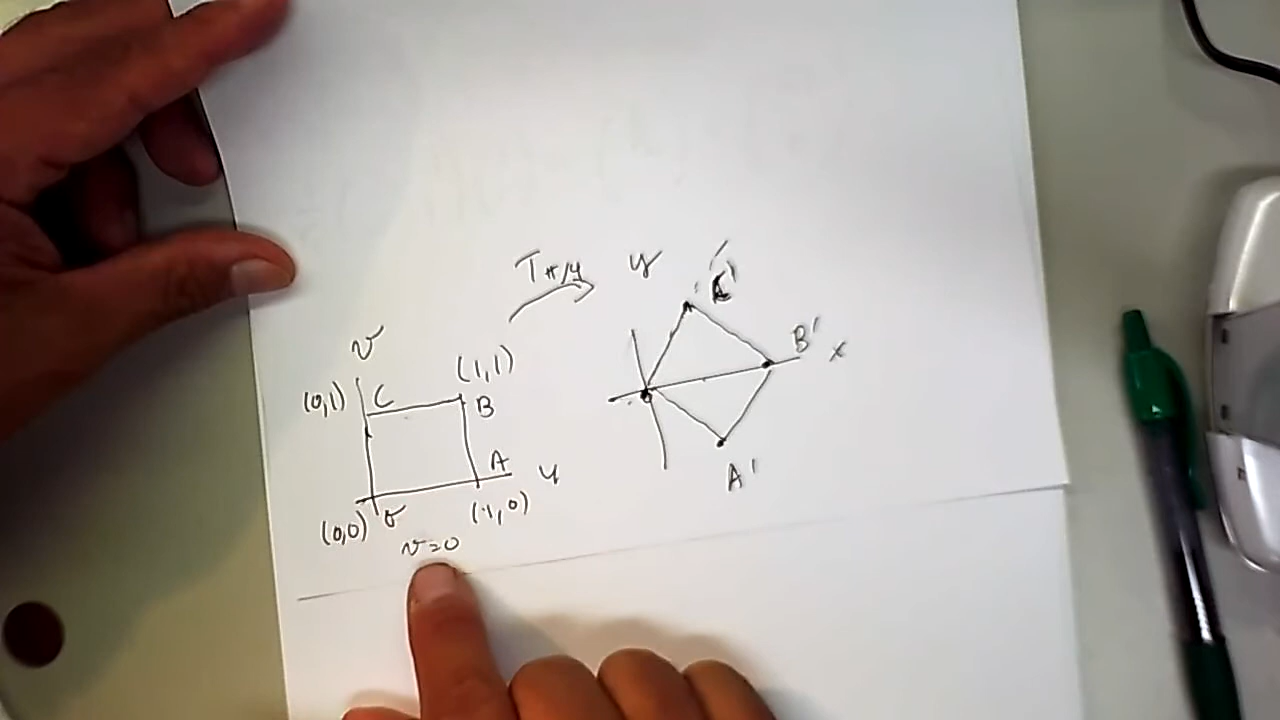 T π/4
y
C'
B'
x
v
(1,1)
(0,1)
C
B
A
u
A'
(0,0)
(1,0)
v=0